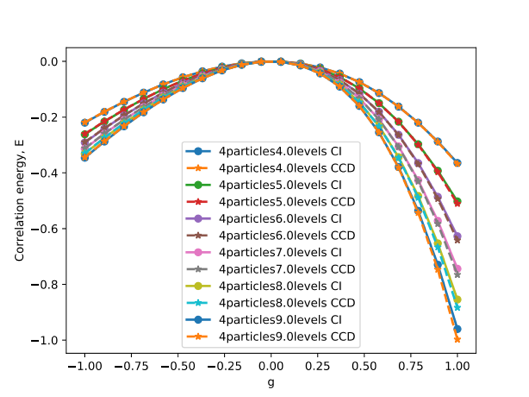 0.0
−0.2
−0.4
−0.6
−0.8
−1.0
Correlation energy, E
4particles4.0levels CI
4particles4.0levels CCD
4particles5.0levels CI
4particles5.0levels CCD
4particles6.0levels CI
4particles6.0levels CCD
4particles7.0levels CI
4particles7.0levels CCD
4particles8.0levels CI
4particles8.0levels CCD
4particles9.0levels CI
4particles9.0levels CCD
−1.00 −0.75 −0.50 −0.25 0.00 0.25 0.50 0.75 1.00
g